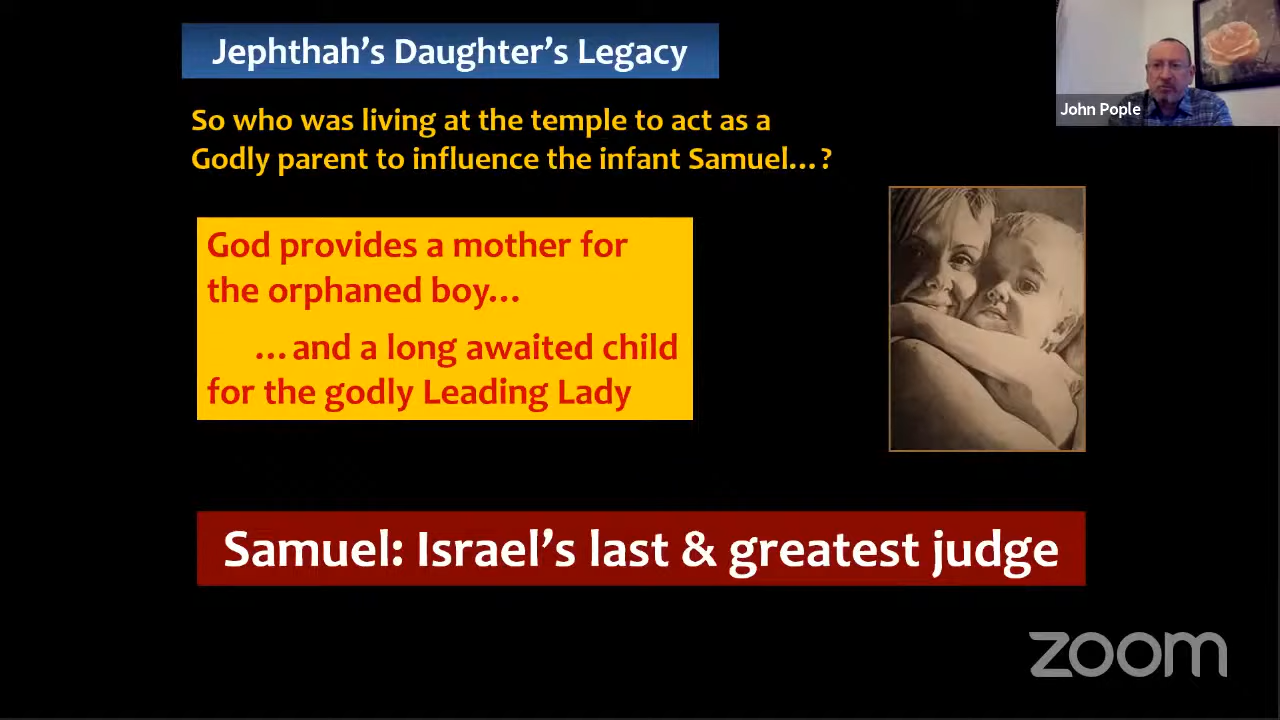 Jephthah’s Daughter’s Legacy
John Pople
So who was living at the temple to act as a
Godly parent to influence the infant Samuel…?
God provides a mother for
the orphaned boy…
…and a long awaited child
for the godly Leading Lady
Samuel: Israel’s last & greatest judge
zoom